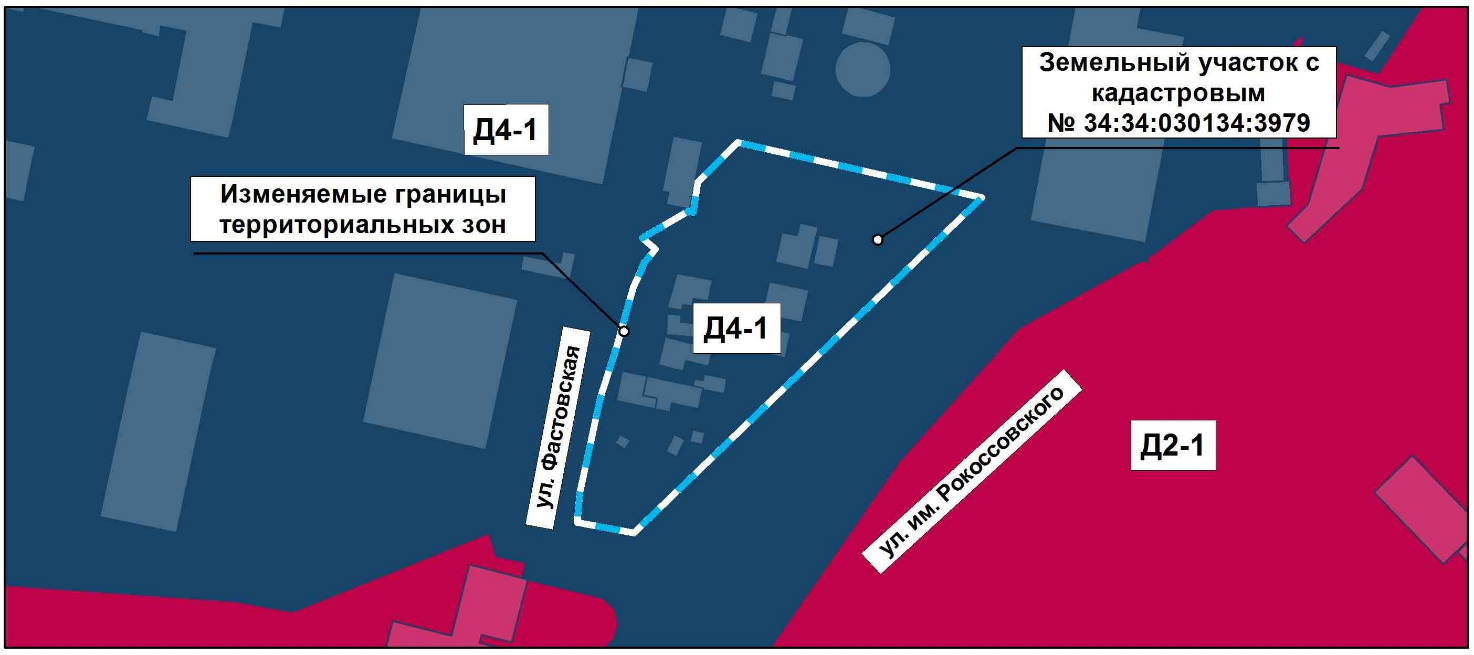 Земельный участок с
кадастровым
№ 34:34:030134:3979
Д4-1
Изменяемые границы
территориальных зон
Д4-1
ул. Фастовская
ул. им. Рокоссовского
Д2-1